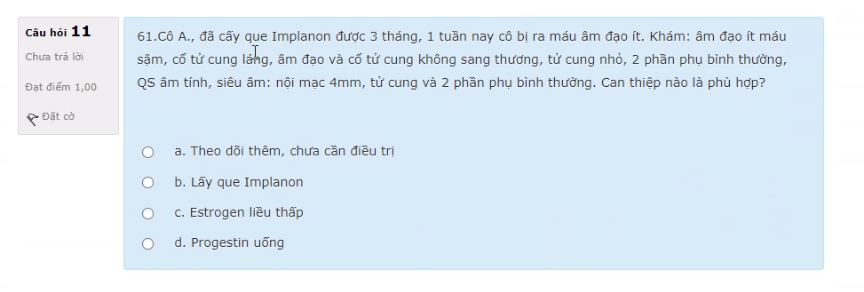 Câu hỏi 11
Chưa trả lời
Đạt điểm 1,00
Đặt cờ
61.Cô A., đã cấy que Implanon được 3 tháng, 1 tuần nay cô bị ra máu âm đạo ít. Khám: âm đạo ít máu
sậm, cổ tử cung láng, âm đạo và cổ tử cung không sang thương, tử cung nhỏ, 2 phần phụ bình thường,
QS âm tính, siêu âm: nội mạc 4mm, tử cung và 2 phần phụ bình thường. Can thiệp nào là phù hợp?
a. Theo dõi thêm, chưa cần điều trị
b. Lấy que Implanon
c. Estrogen liều thấp
d. Progestin uống